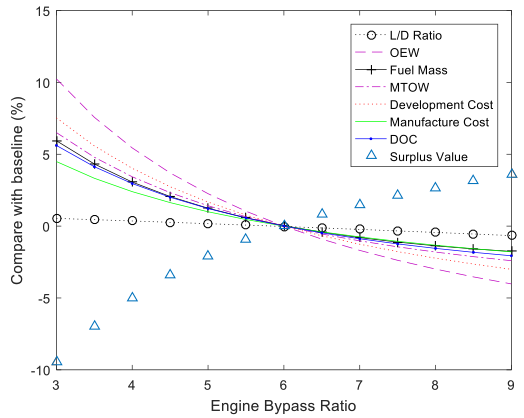 15
10
5
0
-5
-10
Compare with baseline (%)
3
4
5
6
7
8
9
Engine Bypass Ratio
L/D Ratio
OEW
Fuel Mass
MTOW
Development Cost
Manufacture Cost
DOC
Surplus Value